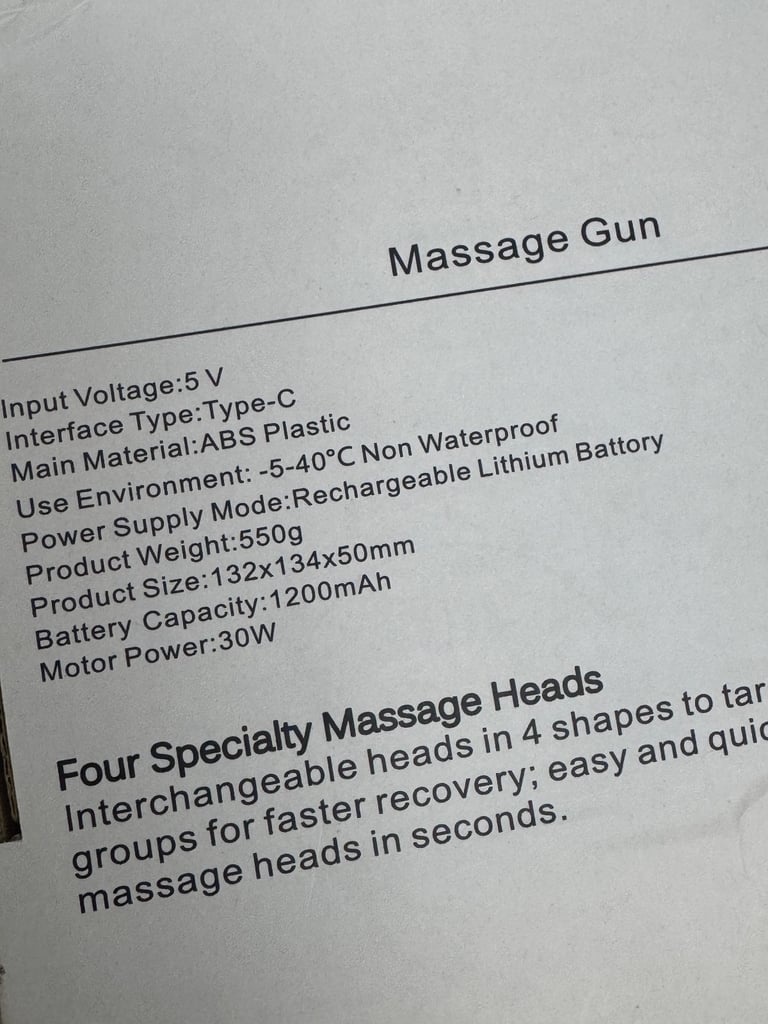 Massage Gun
Input Voltage:5 V
Interface Type:Type-C
Main Material:ABS Plastic
Use Environment: -5-40°C Non Waterproof
Power Supply Mode:Rechargeable Lithium Battory
Product Weight:550g
Product Size:132x134x50mm
Battery Capacity:1200mAh
Motor Power:30W
Four Specialty Massage Heads
Interchangeable heads in 4 shapes to
groups for faster recovery; easy and
massage heads in seconds.